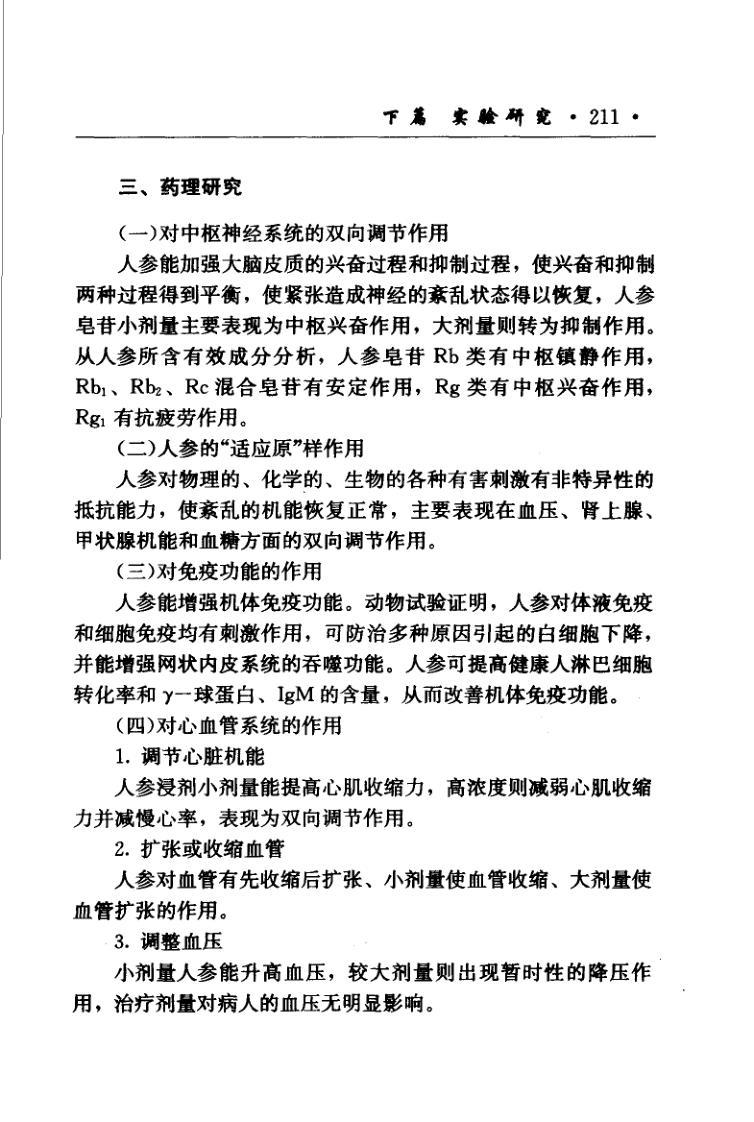 下篇 实验研究 · 211 ·
三、药理研究
(一)对中枢神经系统的双向调节作用
人参能加强大脑皮质的兴奋过程和抑制过程，使兴奋和抑制
两种过程得到平衡，使紧张造成神经的紊乱状态得以恢复，人参
皂苷小剂量主要表现为中枢兴奋作用，大剂量则转为抑制作用。
从人参所含有效成分分析，人参皂苷 Rb 类有中枢镇静作用，
Rb₁、Rb₂、Rc 混合皂苷有安定作用，Rg 类有中枢兴奋作用，
Rg₁ 有抗疲劳作用。
(二)人参的“适应原”样作用
人参对物理的、化学的、生物的各种有害刺激有非特异性的
抵抗能力，使紊乱的机能恢复正常，主要表现在血压、肾上腺、
甲状腺机能和血糖方面的双向调节作用。
(三)对免疫功能的作用
人参能增强机体免疫功能。动物试验证明，人参对体液免疫
和细胞免疫均有刺激作用，可防治多种原因引起的白细胞下降，
并能增强网状内皮系统的吞噬功能。人参可提高健康人淋巴细胞
转化率和 γ一球蛋白、IgM 的含量，从而改善机体免疫功能。
(四)对心血管系统的作用
1. 调节心脏机能
人参浸剂小剂量能提高心肌收缩力，高浓度则减弱心肌收缩
力并减慢心率，表现为双向调节作用。
2. 扩张或收缩血管
人参对血管有先收缩后扩张、小剂量使血管收缩、大剂量使
血管扩张的作用。
3. 调整血压
小剂量人参能升高血压，较大剂量则出现暂时性的降压作
用，治疗剂量对病人的血压无明显影响。